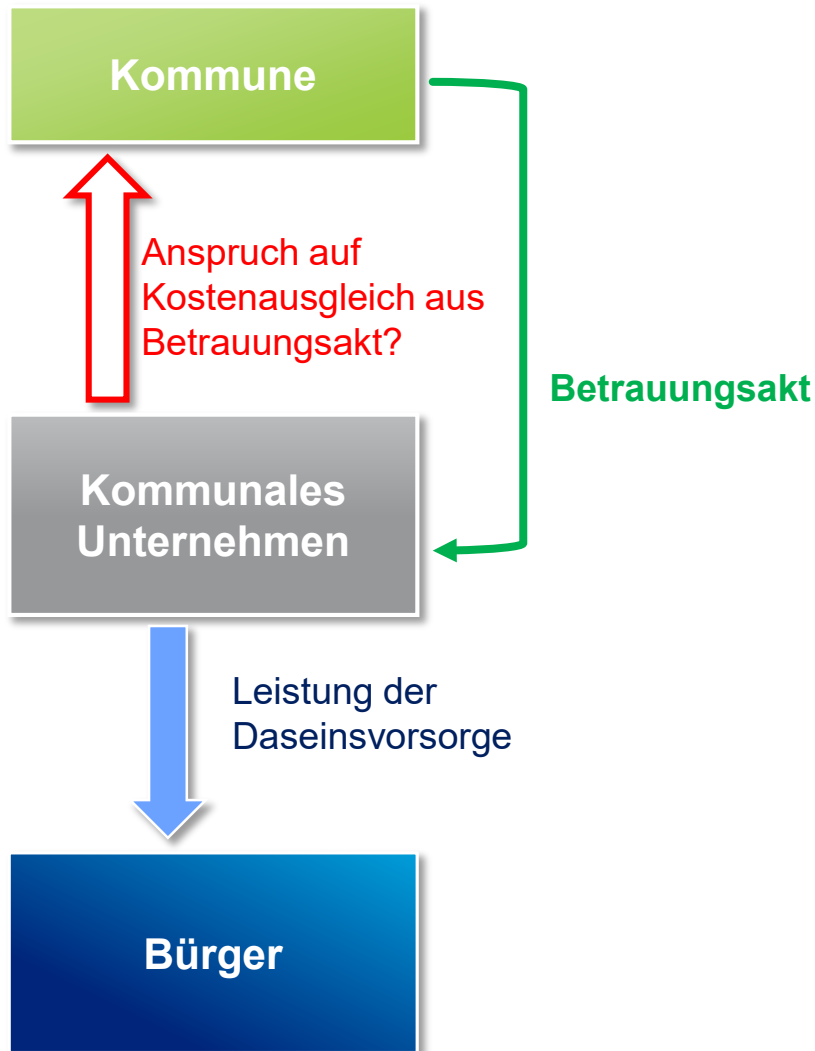 Kommune
Anspruch auf
Kostenausgleich aus
Betrauungsakt?
Betrauungsakt
Kommunales
Unternehmen
Leistung der
Daseinsvorsorge
Bürger